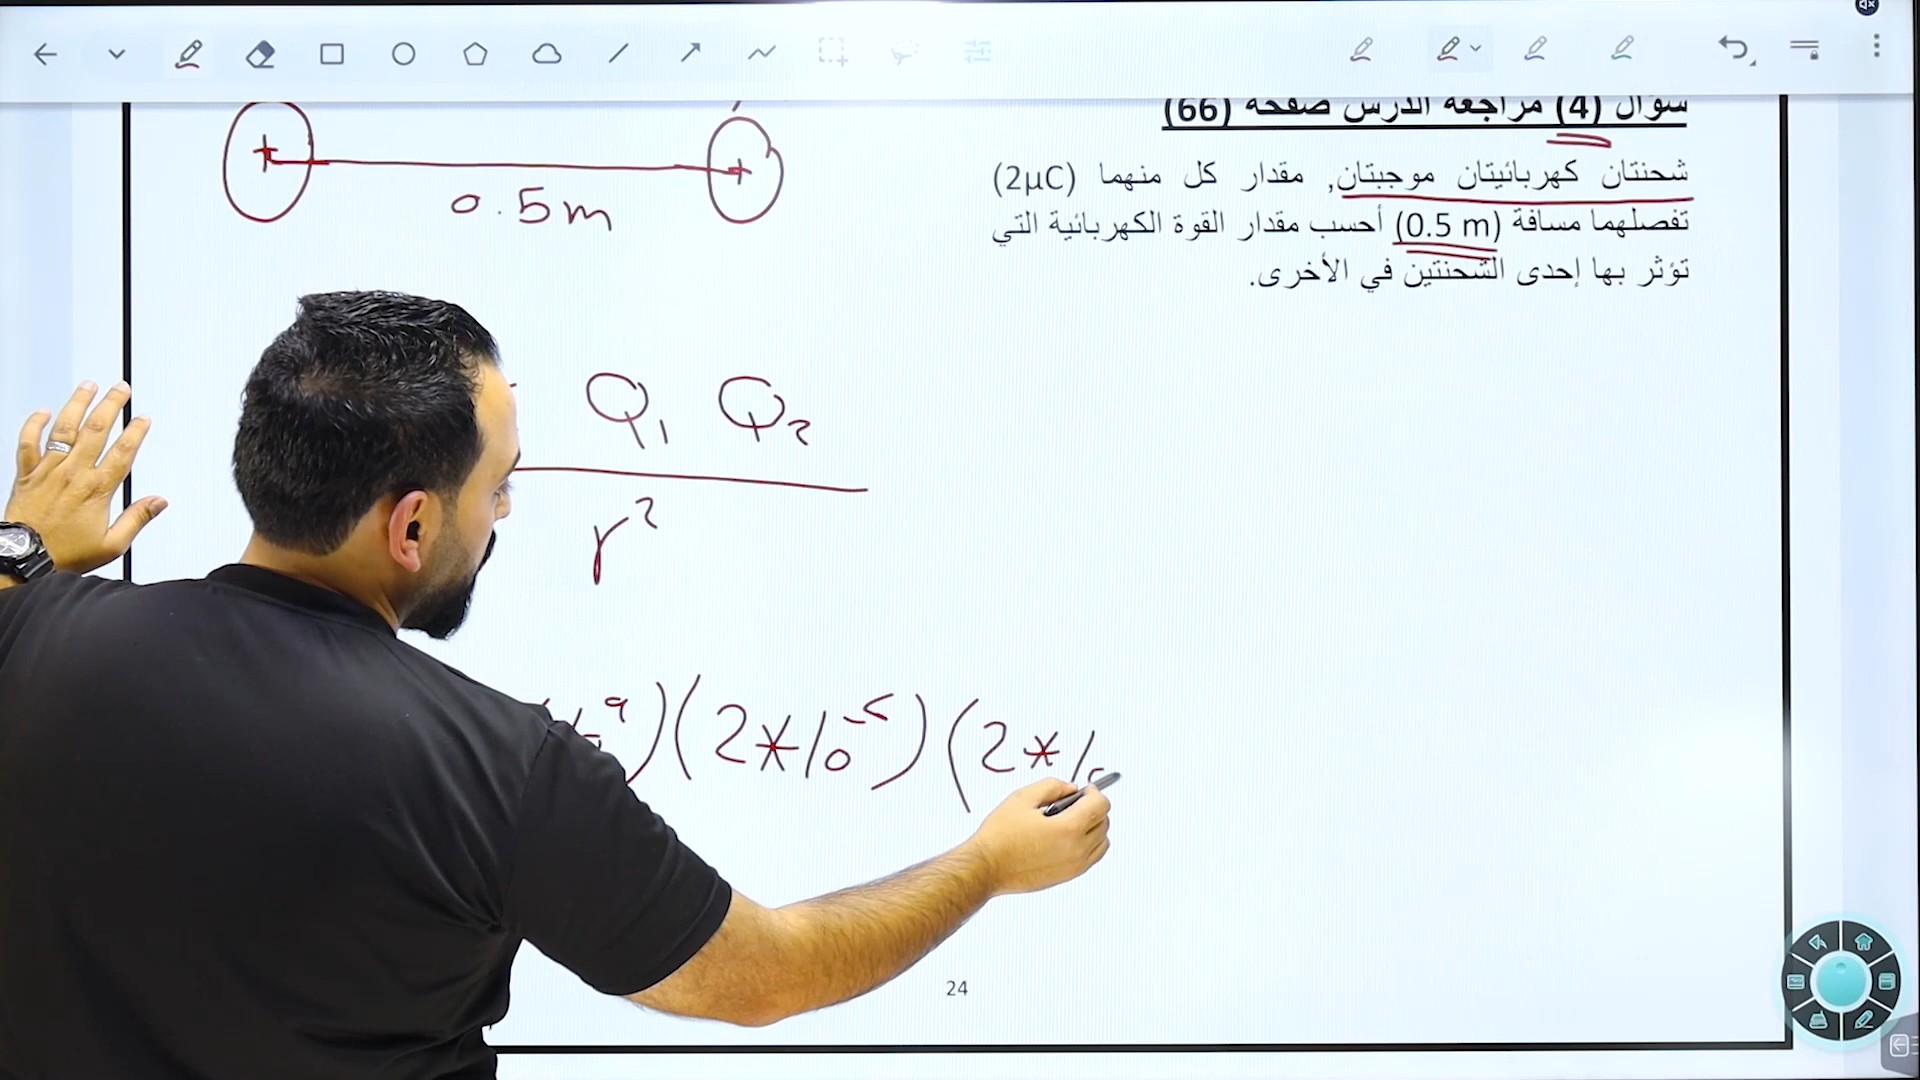 سؤال (4) مراجعة الدرس صفحة (66)
شحنتان كهربائيتان موجبتان, مقدار كل منهما (2μC)
تفصلهما مسافة (0.5 m) أحسب مقدار القوة الكهربائية التي
تؤثر بها إحدى الشحنتين في الأخرى.
+ +
0.5 m
Q₁ Q₂
r²
⁹) (2*10⁻⁶) (2*10
24